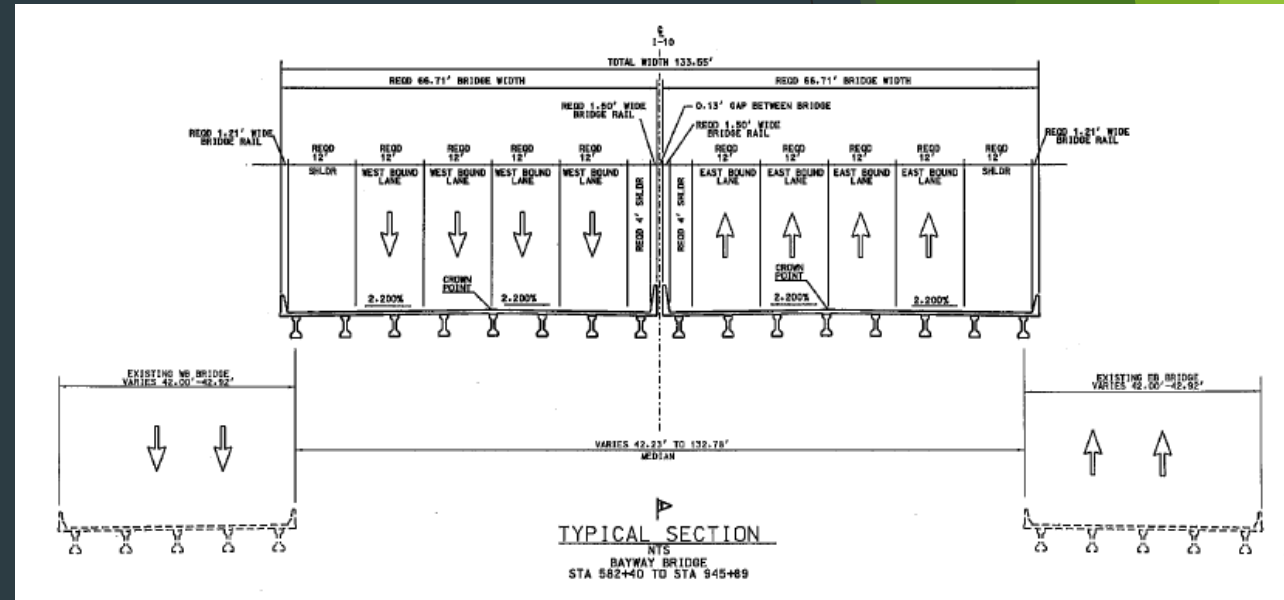 ℄
I-10
TOTAL WIDTH 133.55'
REQD 66.71' BRIDGE WIDTH
REQD 66.71' BRIDGE WIDTH
REQD 1.21' WIDE
BRIDGE RAIL
REQD 1.50' WIDE
BRIDGE RAIL
0.13' GAP BETWEEN BRIDGE
REQD 1.50' WIDE
BRIDGE RAIL
REQD 1.21' WIDE
BRIDGE RAIL
REQD
12'
SHLDR
REQD
12'
WEST BOUND
LANE
REQD
12'
WEST BOUND
LANE
REQD
12'
WEST BOUND
LANE
REQD
12'
WEST BOUND
LANE
REQD 4' SHLDR
REQD 4' SHLDR
REQD
12'
EAST BOUND
LANE
REQD
12'
EAST BOUND
LANE
REQD
12'
EAST BOUND
LANE
REQD
12'
EAST BOUND
LANE
REQD
12'
SHLDR
2.200%
CROWN
POINT
2.200%
2.200%
CROWN
POINT
2.200%
EXISTING WB BRIDGE
VARIES 42.00'-42.92'
EXISTING EB BRIDGE
VARIES 42.00'-42.92'
VARIES 42.23' TO 132.78'
MEDIAN
TYPICAL SECTION
NTS
BAYWAY BRIDGE
STA 582+40 TO STA 945+89